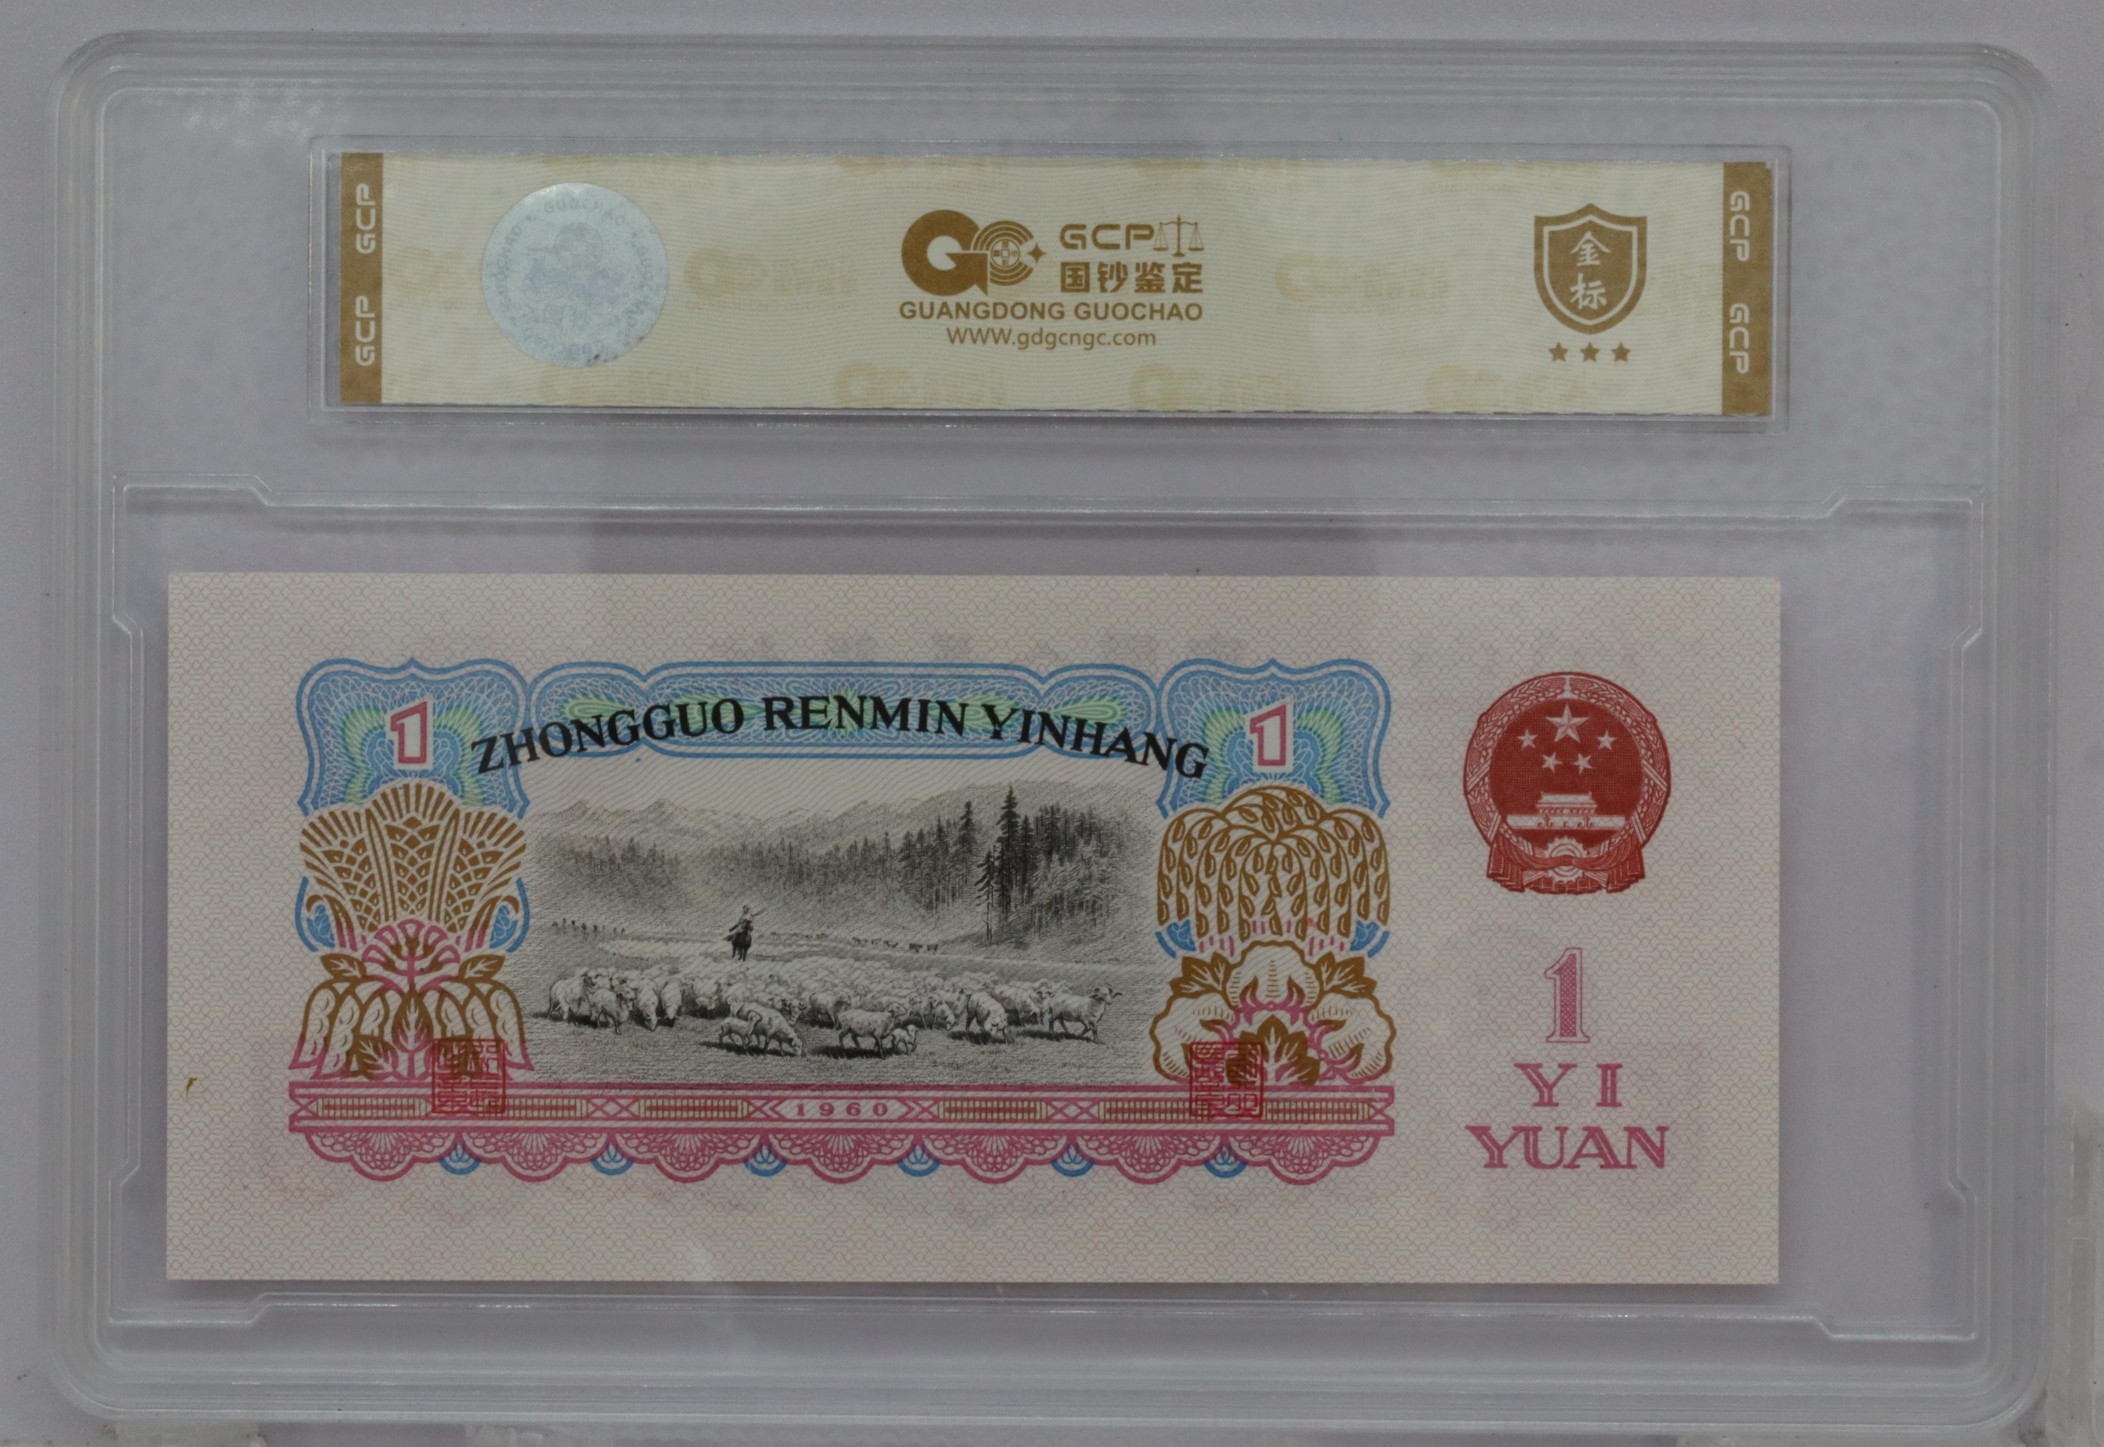 GCP
GCP
GC
GCP
国钞鉴定
GUANGDONG GUOCHAO
WWW.gdgcngc.com
金标
GCP
GCP
1
ZHONGGUO RENMIN YINHANG
1
1960
1
YI
YUAN